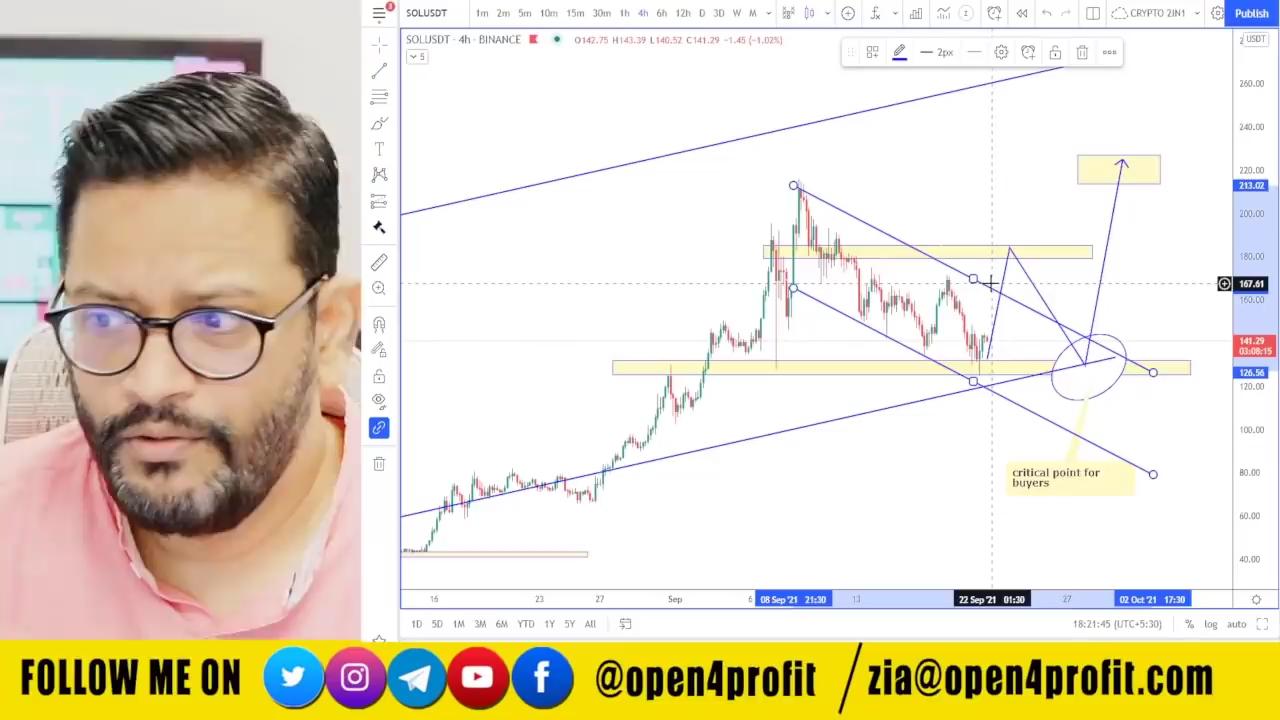 SOLUSDT
1m 2m 5m 10m 15m 30m 1h 4h 6h 12h D 3D W M
CRYPTO 2IN1
Publish
SOLUSDT · 4h · BINANCE
O142.75 H143.39 L140.52 C141.29 −1.45 (−1.02%)
5
2px
USDT
260.00
240.00
220.00
213.02
200.00
180.00
167.61
160.00
141.29
03:08:15
126.56
120.00
100.00
80.00
60.00
40.00
critical point for
buyers
16
23
27
Sep
6
08 Sep '21 21:30
13
22 Sep '21 01:30
27
02 Oct '21 17:30
1D 5D 1M 3M 6M YTD 1Y 5Y All
18:21:45 (UTC+5:30)
% log auto
FOLLOW ME ON
@open4profit / zia@open4profit.com